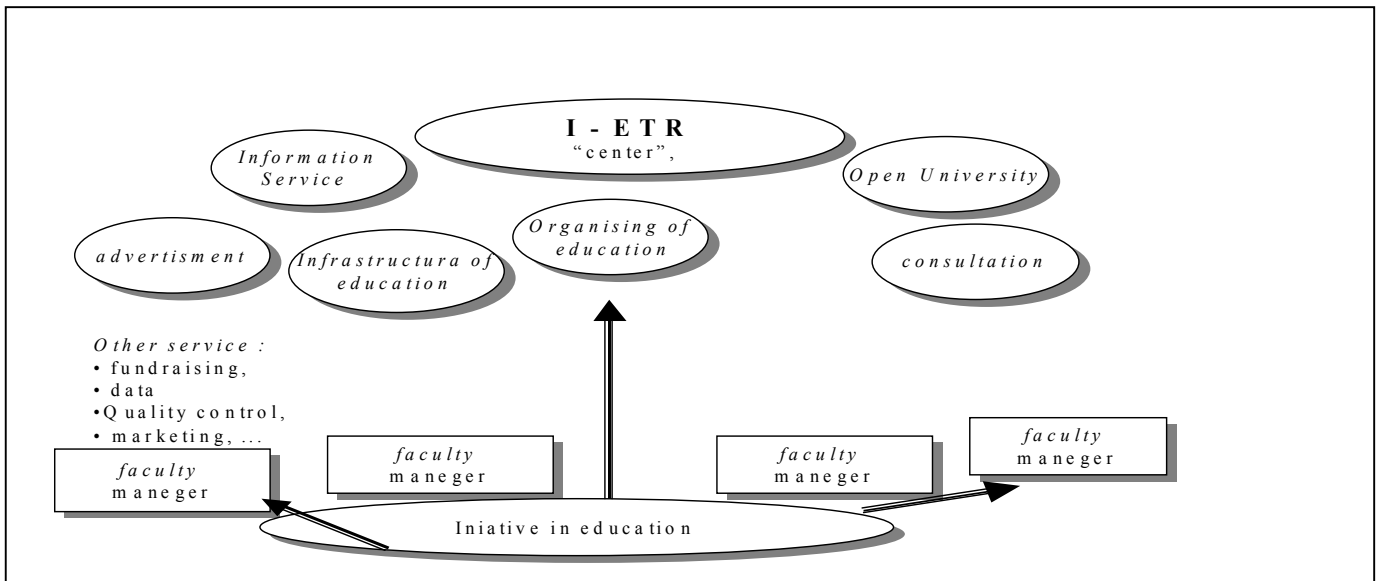 I - ETR
“center”,
Information
Service
Open University
Organising of
education
advertisment
Infrastructura of
education
consultation
Other service :
• fundraising,
• data
•Quality control,
• marketing, ...
faculty
maneger
faculty
maneger
faculty
maneger
faculty
maneger
Iniative in education